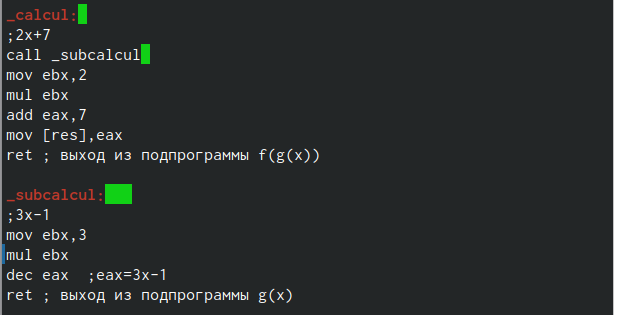 _calcul:
;2x+7
call _subcalcul
mov ebx,2
mul ebx
add eax,7
mov [res],eax
ret ; выход из подпрограммы f(g(x))

_subcalcul:
;3x-1
mov ebx,3
mul ebx
dec eax  ;eax=3x-1
ret ; выход из подпрограммы g(x)